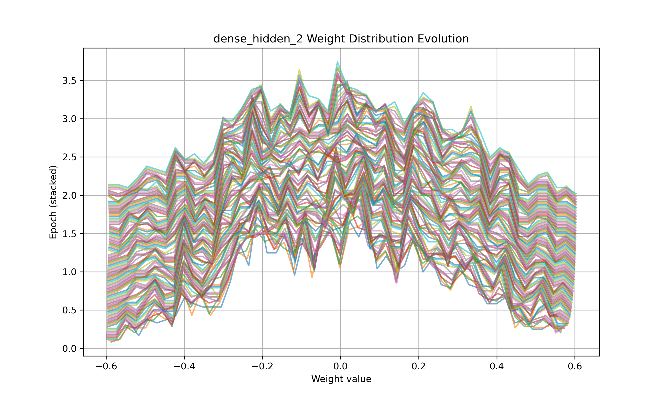 dense_hidden_2 Weight Distribution Evolution
Epoch (stacked)
3.5
3.0
2.5
2.0
1.5
1.0
0.5
0.0
−0.6 −0.4 −0.2 0.0 0.2 0.4 0.6
Weight value